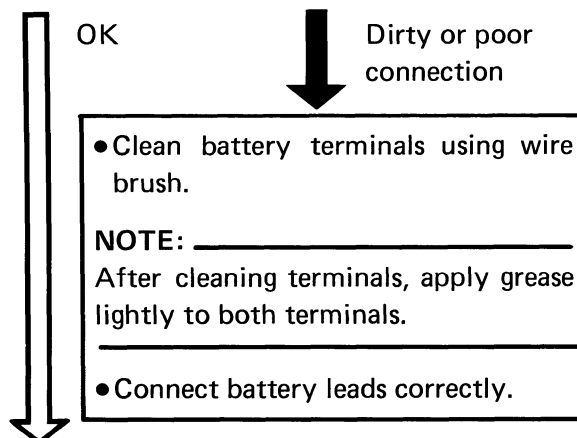 OK
Dirty or poor
connection
●Clean battery terminals using wire
brush.
NOTE:
After cleaning terminals, apply grease
lightly to both terminals.
●Connect battery leads correctly.